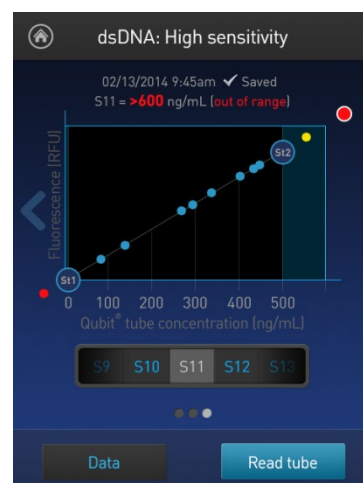 dsDNA: High sensitivity
02/13/2014 9:45am ✓ Saved
S11 = >600 ng/mL (out of range)
Fluorescence (RFU)
St2
St1
0 100 200 300 400 500
Qubit® tube concentration (ng/mL)
S9 S10 S11 S12 S13
Data Read tube